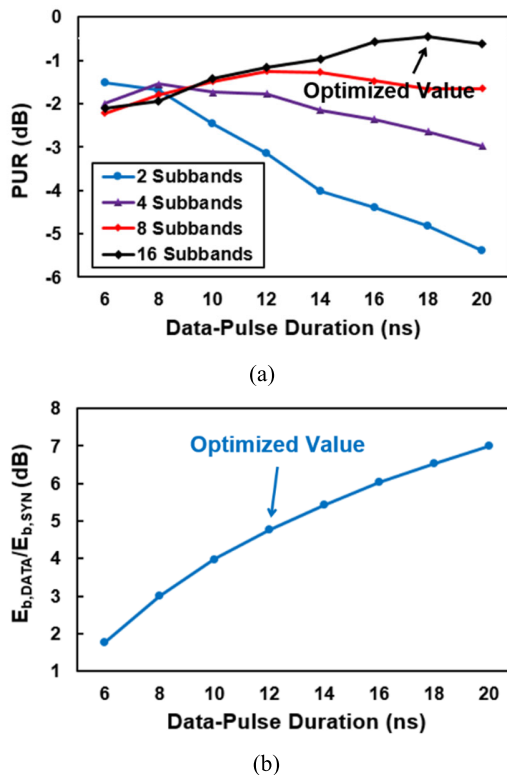 (a)
0
-1
-2
-3
-4
-5
-6
PUR (dB)
Optimized Value
2 Subbands
4 Subbands
8 Subbands
16 Subbands
6 8 10 12 14 16 18 20
Data-Pulse Duration (ns)
(a)
8
7
6
5
4
3
2
1
E_b,DATA/E_b,SYN (dB)
Optimized Value
6 8 10 12 14 16 18 20
Data-Pulse Duration (ns)
(b)